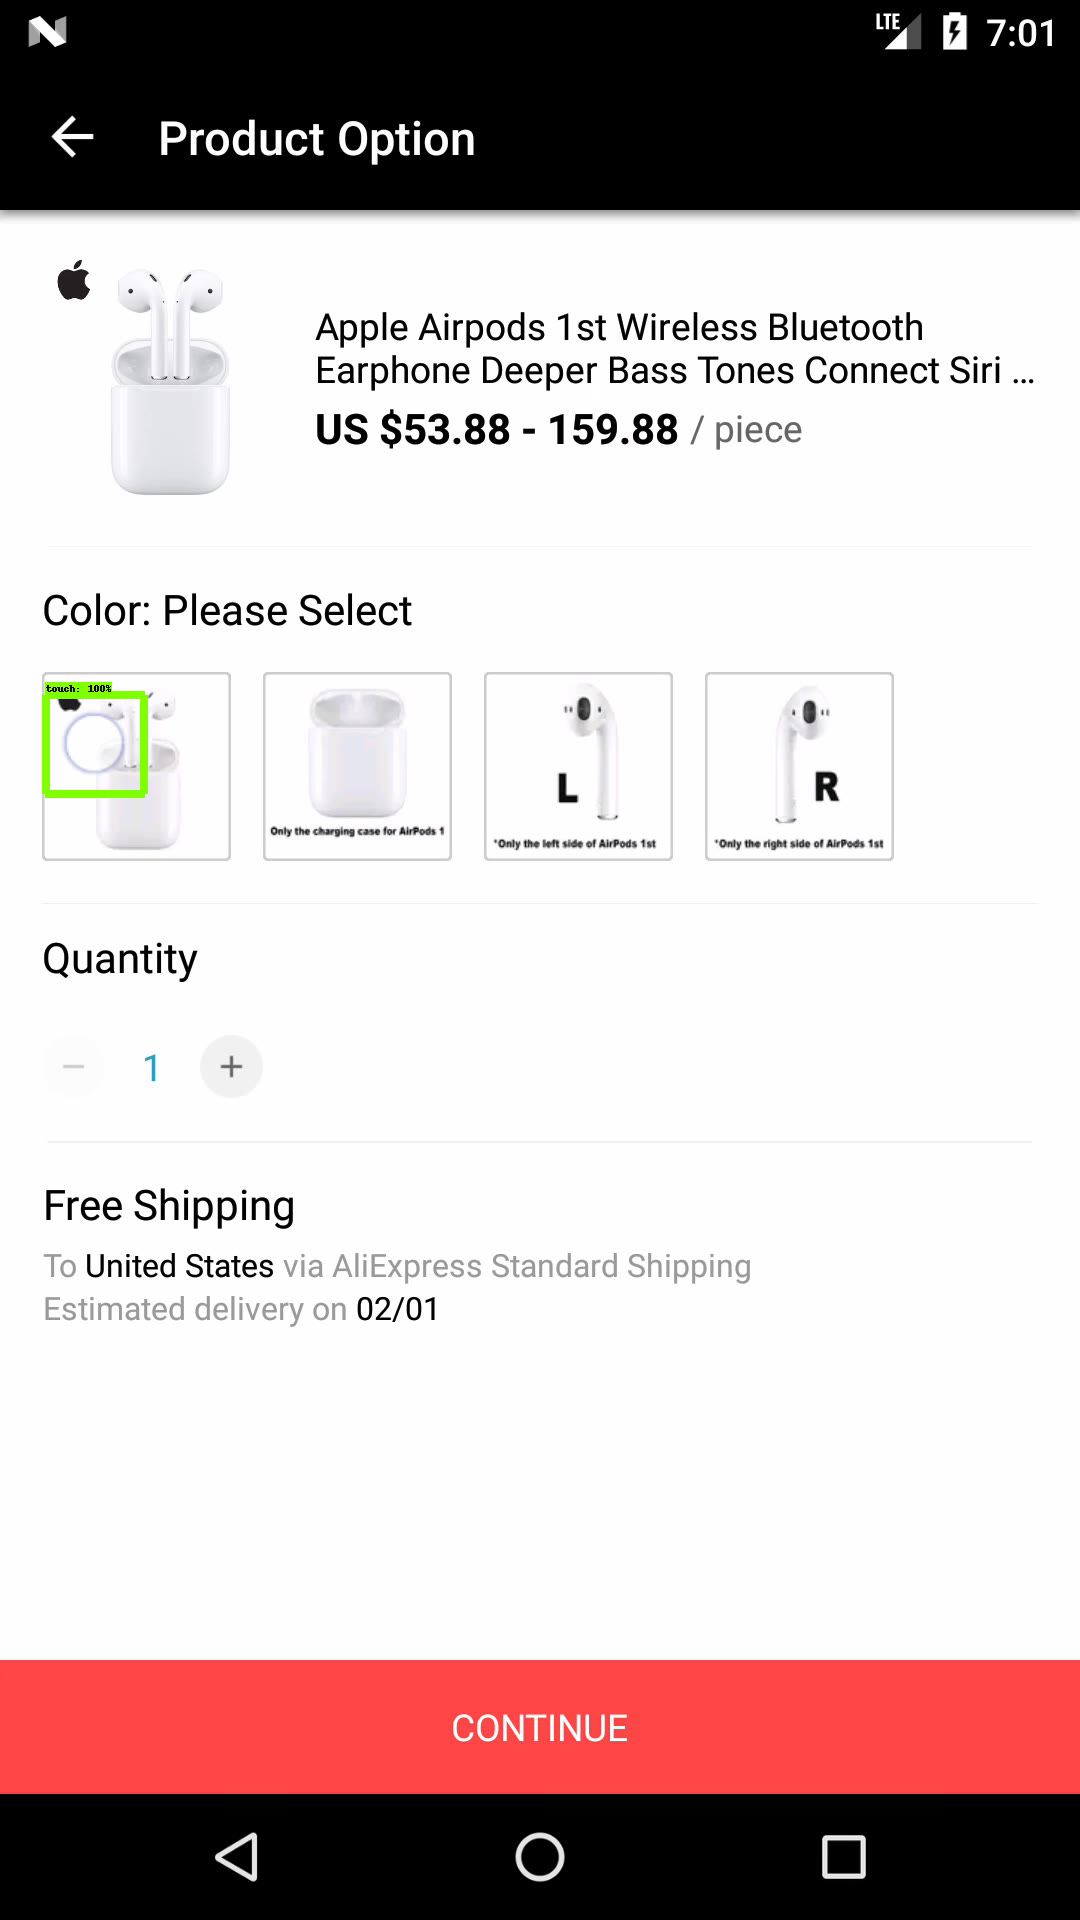 LTE 7:01
Product Option
Apple Airpods 1st Wireless Bluetooth
Earphone Deeper Bass Tones Connect Siri ...
US $53.88 - 159.88 / piece
Color: Please Select
touch: 100%
Only the charging case for AirPods 1
L
*Only the left side of AirPods 1st
R
*Only the right side of AirPods 1st
Quantity
1
Free Shipping
To United States via AliExpress Standard Shipping
Estimated delivery on 02/01
CONTINUE